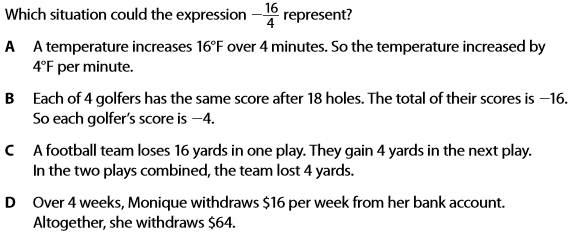 Which situation could the expression −16/4 represent?
A A temperature increases 16°F over 4 minutes. So the temperature increased by
4°F per minute.
B Each of 4 golfers has the same score after 18 holes. The total of their scores is −16.
So each golfer's score is −4.
C A football team loses 16 yards in one play. They gain 4 yards in the next play.
In the two plays combined, the team lost 4 yards.
D Over 4 weeks, Monique withdraws $16 per week from her bank account.
Altogether, she withdraws $64.